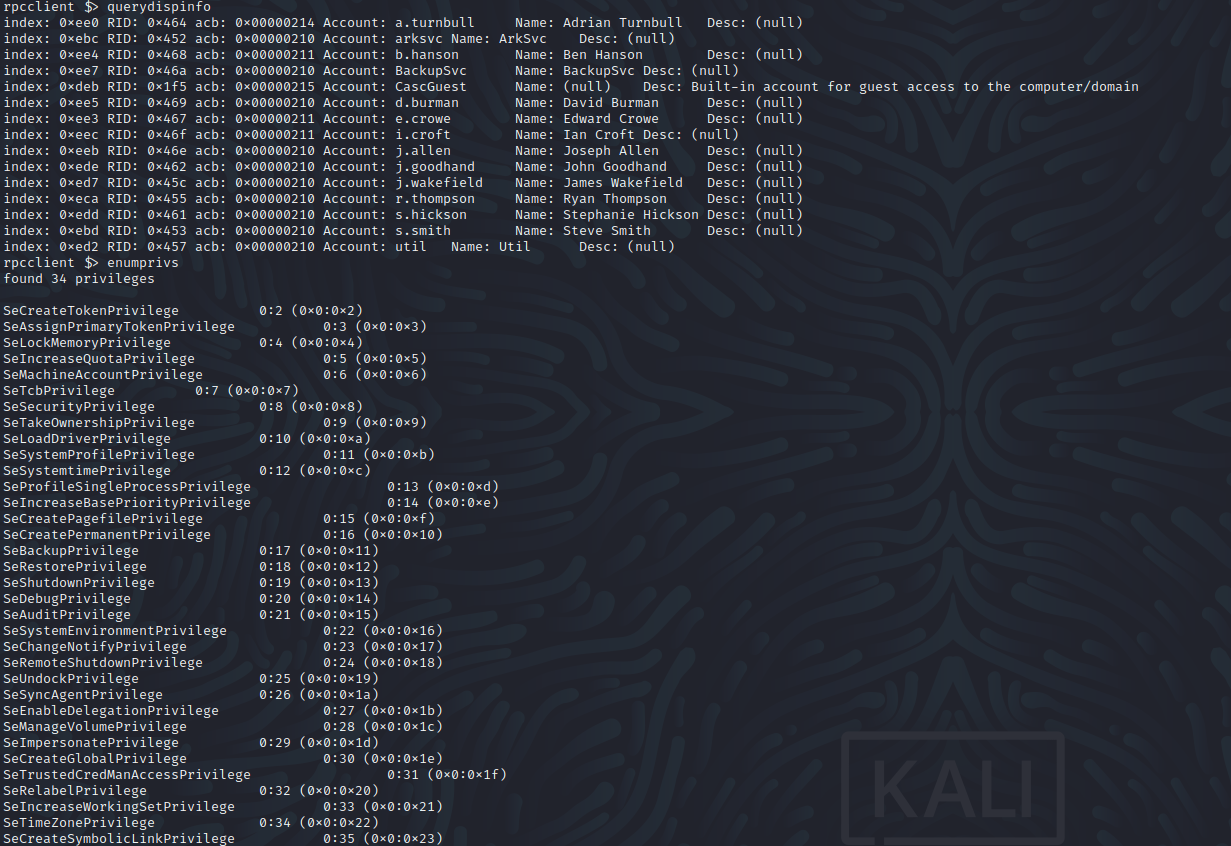 rpcclient $> querydispinfo
index: 0×ee0 RID: 0×464 acb: 0×00000214 Account: a.turnbull     Name: Adrian Turnbull   Desc: (null)
index: 0×ebc RID: 0×452 acb: 0×00000210 Account: arksvc Name: ArkSvc    Desc: (null)
index: 0×ee4 RID: 0×468 acb: 0×00000211 Account: b.hanson       Name: Ben Hanson        Desc: (null)
index: 0×ee7 RID: 0×46a acb: 0×00000210 Account: BackupSvc      Name: BackupSvc Desc: (null)
index: 0×deb RID: 0×1f5 acb: 0×00000215 Account: CascGuest      Name: (null)    Desc: Built-in account for guest access to the computer/domain
index: 0×ee5 RID: 0×469 acb: 0×00000210 Account: d.burman       Name: David Burman      Desc: (null)
index: 0×ee3 RID: 0×467 acb: 0×00000211 Account: e.crowe        Name: Edward Crowe      Desc: (null)
index: 0×eec RID: 0×46f acb: 0×00000211 Account: i.croft        Name: Ian Croft Desc: (null)
index: 0×eeb RID: 0×46e acb: 0×00000210 Account: j.allen        Name: Joseph Allen      Desc: (null)
index: 0×ede RID: 0×462 acb: 0×00000210 Account: j.goodhand     Name: John Goodhand     Desc: (null)
index: 0×ed7 RID: 0×45c acb: 0×00000210 Account: j.wakefield    Name: James Wakefield   Desc: (null)
index: 0×eca RID: 0×455 acb: 0×00000210 Account: r.thompson     Name: Ryan Thompson     Desc: (null)
index: 0×edd RID: 0×461 acb: 0×00000210 Account: s.hickson      Name: Stephanie Hickson Desc: (null)
index: 0×ebd RID: 0×453 acb: 0×00000210 Account: s.smith        Name: Steve Smith       Desc: (null)
index: 0×ed2 RID: 0×457 acb: 0×00000210 Account: util   Name: Util      Desc: (null)
rpcclient $> enumprivs
found 34 privileges

SeCreateTokenPrivilege          0:2 (0×0:0×2)
SeAssignPrimaryTokenPrivilege           0:3 (0×0:0×3)
SeLockMemoryPrivilege           0:4 (0×0:0×4)
SeIncreaseQuotaPrivilege                0:5 (0×0:0×5)
SeMachineAccountPrivilege               0:6 (0×0:0×6)
SeTcbPrivilege          0:7 (0×0:0×7)
SeSecurityPrivilege             0:8 (0×0:0×8)
SeTakeOwnershipPrivilege                0:9 (0×0:0×9)
SeLoadDriverPrivilege           0:10 (0×0:0×a)
SeSystemProfilePrivilege                0:11 (0×0:0×b)
SeSystemtimePrivilege           0:12 (0×0:0×c)
SeProfileSingleProcessPrivilege                 0:13 (0×0:0×d)
SeIncreaseBasePriorityPrivilege                 0:14 (0×0:0×e)
SeCreatePagefilePrivilege               0:15 (0×0:0×f)
SeCreatePermanentPrivilege              0:16 (0×0:0×10)
SeBackupPrivilege               0:17 (0×0:0×11)
SeRestorePrivilege              0:18 (0×0:0×12)
SeShutdownPrivilege             0:19 (0×0:0×13)
SeDebugPrivilege                0:20 (0×0:0×14)
SeAuditPrivilege                0:21 (0×0:0×15)
SeSystemEnvironmentPrivilege            0:22 (0×0:0×16)
SeChangeNotifyPrivilege                 0:23 (0×0:0×17)
SeRemoteShutdownPrivilege               0:24 (0×0:0×18)
SeUndockPrivilege               0:25 (0×0:0×19)
SeSyncAgentPrivilege            0:26 (0×0:0×1a)
SeEnableDelegationPrivilege             0:27 (0×0:0×1b)
SeManageVolumePrivilege                 0:28 (0×0:0×1c)
SeImpersonatePrivilege          0:29 (0×0:0×1d)
SeCreateGlobalPrivilege                 0:30 (0×0:0×1e)
SeTrustedCredManAccessPrivilege                 0:31 (0×0:0×1f)
SeRelabelPrivilege              0:32 (0×0:0×20)
SeIncreaseWorkingSetPrivilege           0:33 (0×0:0×21)
SeTimeZonePrivilege             0:34 (0×0:0×22)
SeCreateSymbolicLinkPrivilege           0:35 (0×0:0×23)
KALI